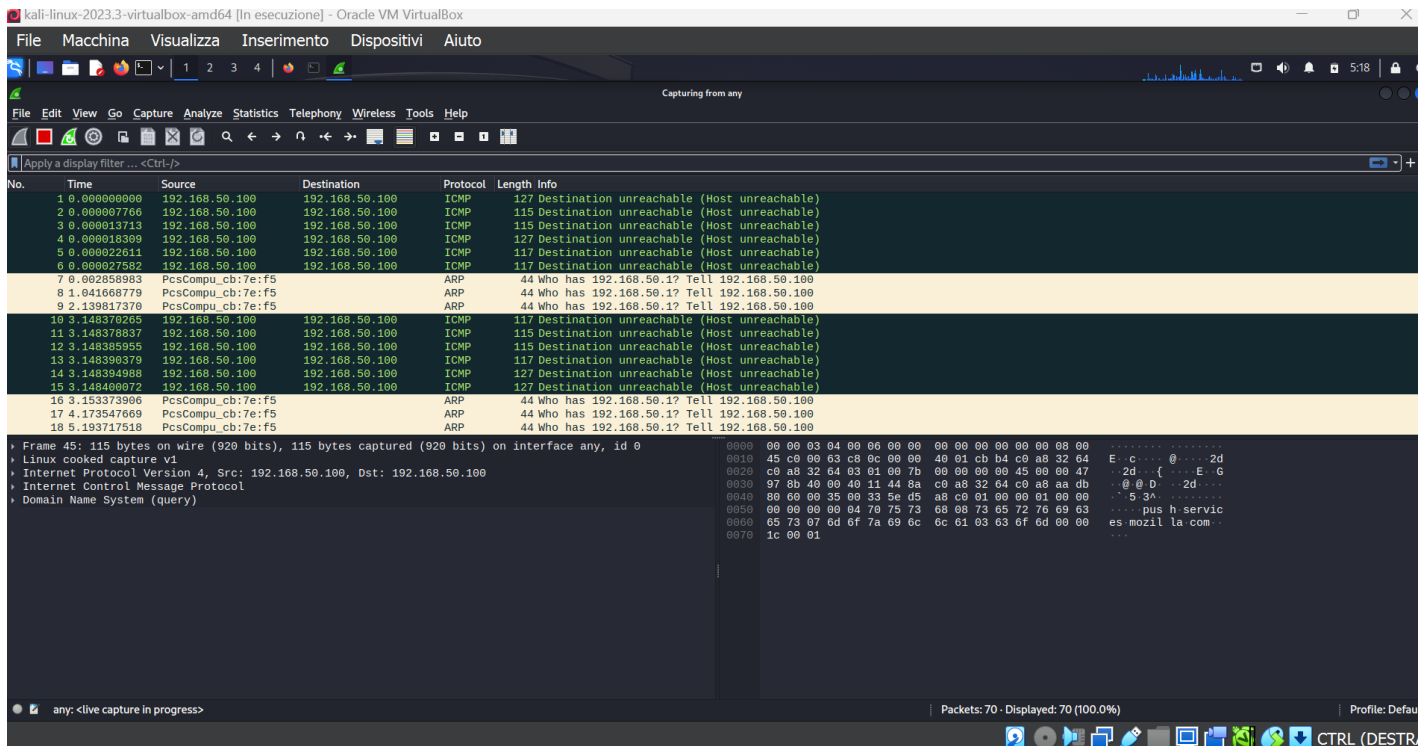 kali-linux-2023.3-virtualbox-amd64 [In esecuzione] - Oracle VM VirtualBox
File Macchina Visualizza Inserimento Dispositivi Aiuto
1 2 3 4 5:18
Capturing from any
File Edit View Go Capture Analyze Statistics Telephony Wireless Tools Help
Apply a display filter ... <Ctrl-/>
No. Time Source Destination Protocol Length Info
1 0.000000000 192.168.50.100 192.168.50.100 ICMP 127 Destination unreachable (Host unreachable)
2 0.000007766 192.168.50.100 192.168.50.100 ICMP 115 Destination unreachable (Host unreachable)
3 0.000013713 192.168.50.100 192.168.50.100 ICMP 115 Destination unreachable (Host unreachable)
4 0.000018309 192.168.50.100 192.168.50.100 ICMP 127 Destination unreachable (Host unreachable)
5 0.000022611 192.168.50.100 192.168.50.100 ICMP 117 Destination unreachable (Host unreachable)
6 0.000027582 192.168.50.100 192.168.50.100 ICMP 117 Destination unreachable (Host unreachable)
7 0.002858983 PcsCompu_cb:7e:f5 ARP 44 Who has 192.168.50.1? Tell 192.168.50.100
8 1.041668779 PcsCompu_cb:7e:f5 ARP 44 Who has 192.168.50.1? Tell 192.168.50.100
9 2.139817370 PcsCompu_cb:7e:f5 ARP 44 Who has 192.168.50.1? Tell 192.168.50.100
10 3.148370265 192.168.50.100 192.168.50.100 ICMP 117 Destination unreachable (Host unreachable)
11 3.148378837 192.168.50.100 192.168.50.100 ICMP 115 Destination unreachable (Host unreachable)
12 3.148385955 192.168.50.100 192.168.50.100 ICMP 115 Destination unreachable (Host unreachable)
13 3.148390379 192.168.50.100 192.168.50.100 ICMP 117 Destination unreachable (Host unreachable)
14 3.148394988 192.168.50.100 192.168.50.100 ICMP 127 Destination unreachable (Host unreachable)
15 3.148400072 192.168.50.100 192.168.50.100 ICMP 127 Destination unreachable (Host unreachable)
16 3.153373906 PcsCompu_cb:7e:f5 ARP 44 Who has 192.168.50.1? Tell 192.168.50.100
17 4.173547669 PcsCompu_cb:7e:f5 ARP 44 Who has 192.168.50.1? Tell 192.168.50.100
18 5.193717518 PcsCompu_cb:7e:f5 ARP 44 Who has 192.168.50.1? Tell 192.168.50.100
Frame 45: 115 bytes on wire (920 bits), 115 bytes captured (920 bits) on interface any, id 0
Linux cooked capture v1
Internet Protocol Version 4, Src: 192.168.50.100, Dst: 192.168.50.100
Internet Control Message Protocol
Domain Name System (query)
0000 00 00 03 04 00 06 00 00 00 00 00 00 00 00 08 00 ········ ········
0010 45 c0 00 63 c8 0c 00 00 40 01 cb b4 c0 a8 32 64 E··c···· @·····2d
0020 c0 a8 32 64 03 01 00 7b 00 00 00 00 45 00 00 47 ··2d···{ ····E··G
0030 97 8b 40 00 40 11 44 8a c0 a8 32 64 c0 a8 aa db ··@·@·D· ··2d····
0040 80 60 00 35 00 33 5e d5 a8 c0 01 00 00 01 00 00 ·`·5·3^· ········
0050 00 00 00 00 04 70 75 73 68 08 73 65 72 76 69 63 ·····pus h·servic
0060 65 73 07 6d 6f 7a 69 6c 6c 61 03 63 6f 6d 00 00 es·mozil la·com··
0070 1c 00 01 ···
any: <live capture in progress> Packets: 70 · Displayed: 70 (100.0%) Profile: Defau
CTRL (DESTRA